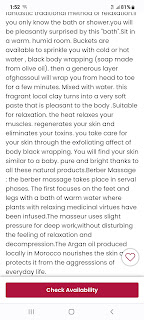 1:52
81%
fantastic traditional method of relaxation.if
you only know the bath or shower.you will
be pleasantly surprised by this "bath".Sit in
a warm. humid room. Buckets are
available to sprinkle you with cold or hot
water , black body wrapping (soap made
from olive oil). then a generous layer
ofghassoull will wrap you from head to toe
for a few minutes. Mixed with water. this
fragrant local clay turns into a very soft
paste that is pleasant to the body .Suitable
for relaxation. the heat relaxes your
muscles. regenerates your skin and
eliminates your toxins. you take care for
your skin through the exfoliating affect of
body block wrapping. You will find your skin
similar to a baby. pure and bright thanks to
all these natural products.Berber Massage
: the berber massage takes place in serval
phases. The first focuses on the feet and
legs with a bath of warm water where
plants with relaxing medicinal virtues have
been infused.The masseur uses slight
pressure for deep work,without disturbing
the feeling of relaxation and
decompression.The Argan oil produced
locally in Morocco nourishes the skin a
protects it from the aggresssions of
everyday life.
Check Availability